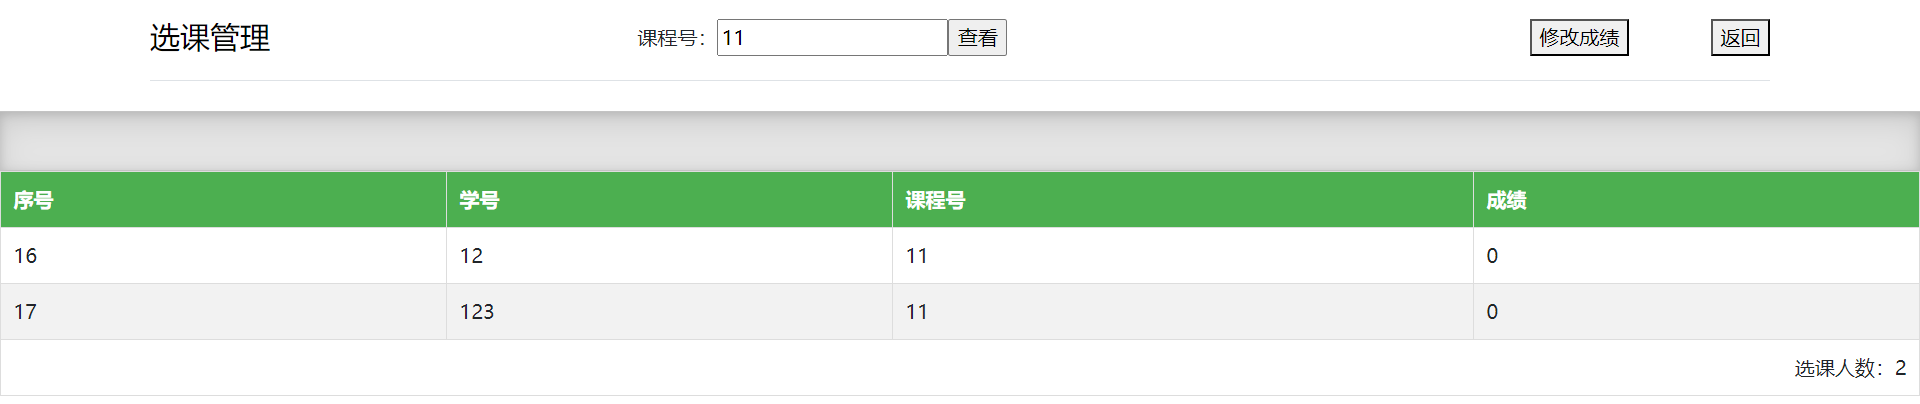 选课管理 课程号：11 查看 修改成绩 返回
序号 学号 课程号 成绩
16 12 11 0
17 123 11 0
选课人数：2